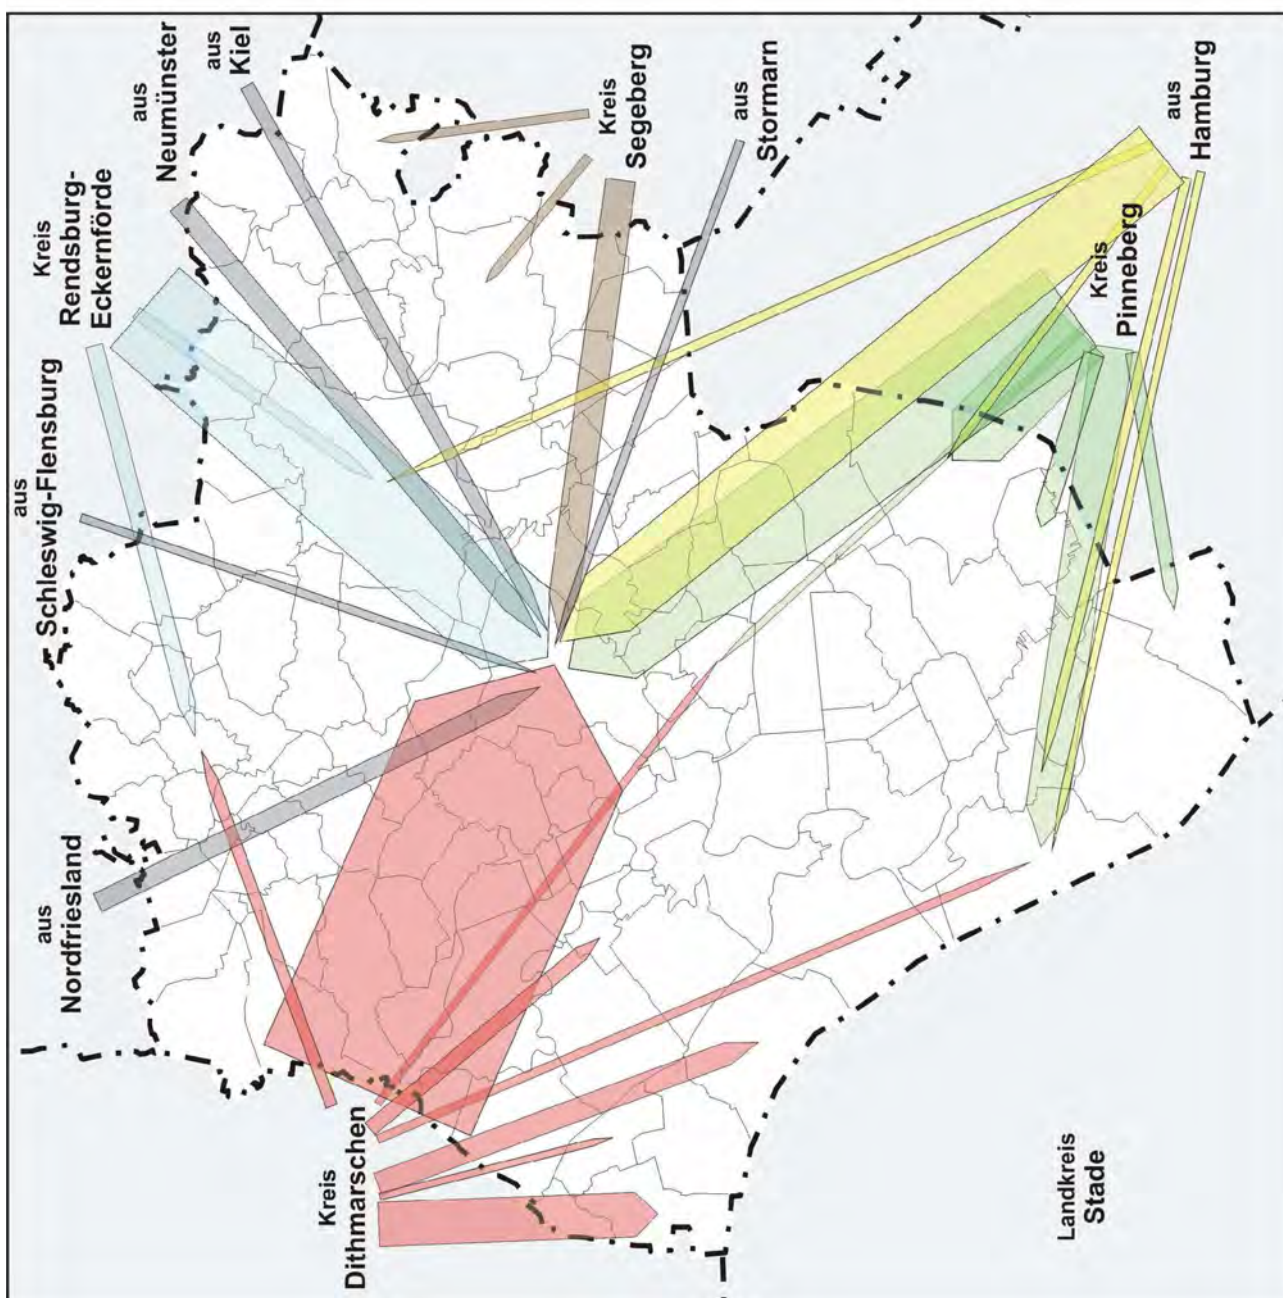 aus
Nordfriesland
aus
Schleswig-Flensburg
Kreis
Rendsburg-
Eckernförde
aus
Neumünster
aus
Kiel
Kreis
Dithmarschen
Kreis
Segeberg
aus
Stormarn
Kreis
Pinneberg
aus
Hamburg
Landkreis
Stade